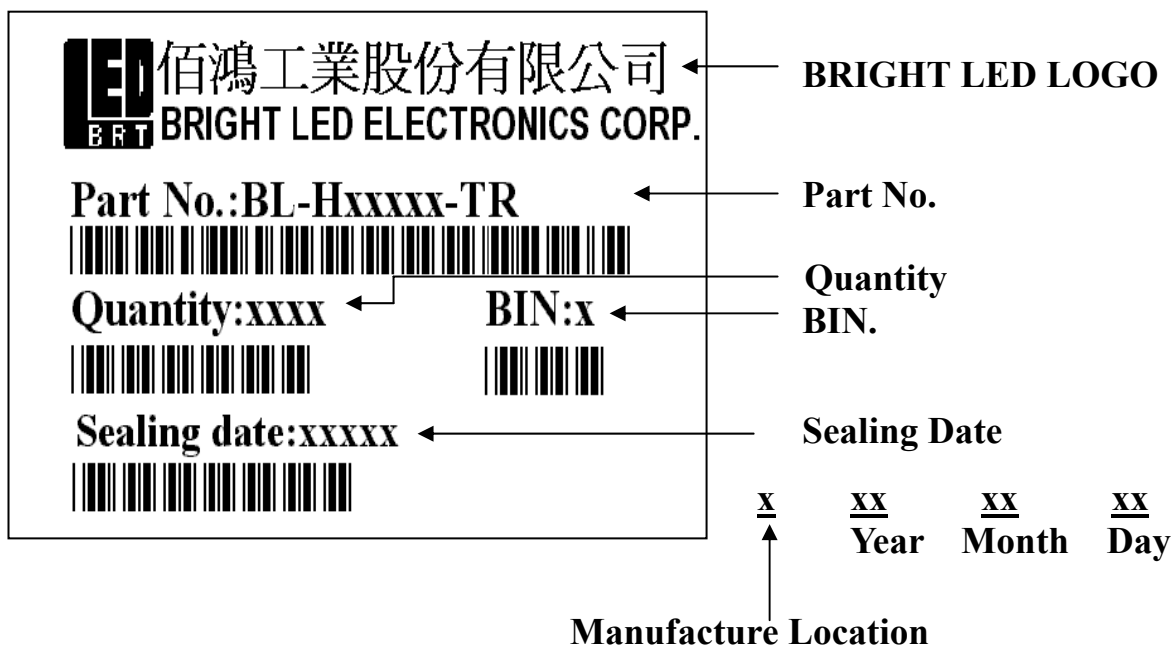 LED 佰鴻工業股份有限公司
BRT BRIGHT LED ELECTRONICS CORP.
BRIGHT LED LOGO
Part No.:BL-Hxxxxx-TR
Part No.
Quantity:xxxx
BIN:x
Quantity
BIN.
Sealing date:xxxxx
Sealing Date
x xx xx xx
Year Month Day
Manufacture Location